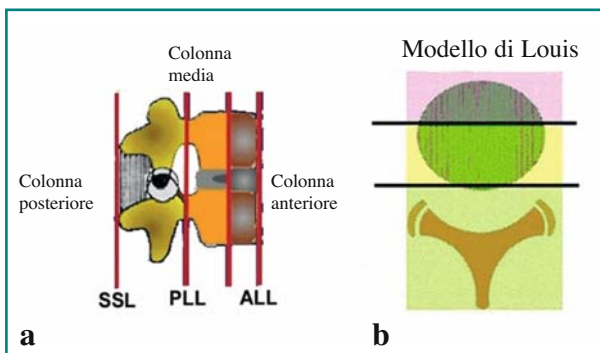 Colonna
media
Colonna
posteriore
Colonna
anteriore
SSL PLL ALL
a
Modello di Louis
b